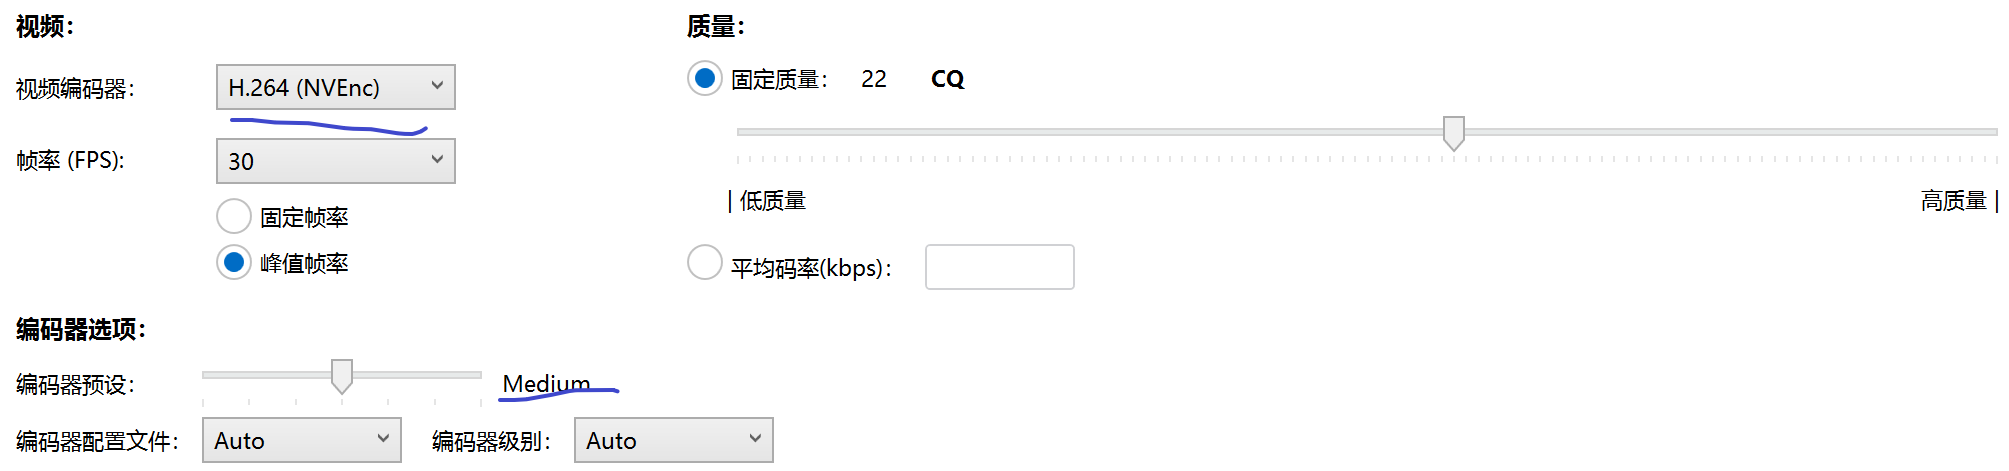 视频： 质量：
视频编码器： H.264 (NVEnc) 固定质量： 22 CQ
帧率 (FPS): 30
| 低质量 高质量 |
固定帧率
峰值帧率 平均码率(kbps)：
编码器选项：
编码器预设： Medium
编码器配置文件： Auto 编码器级别： Auto